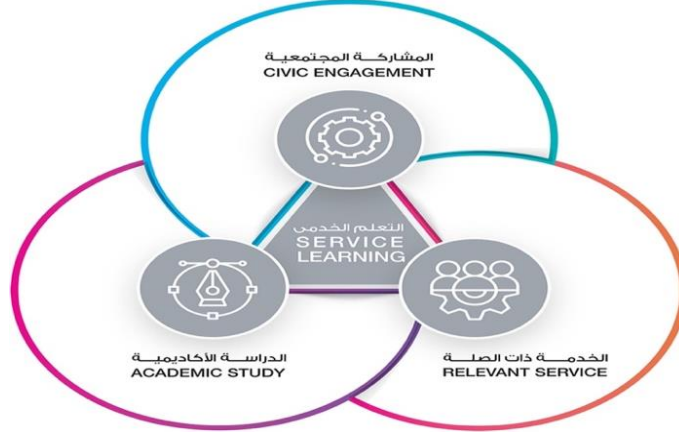 المشاركة المجتمعية
CIVIC ENGAGEMENT
التعلم الخدمي
SERVICE
LEARNING
الدراسة الأكاديمية
ACADEMIC STUDY
الخدمة ذات الصلة
RELEVANT SERVICE